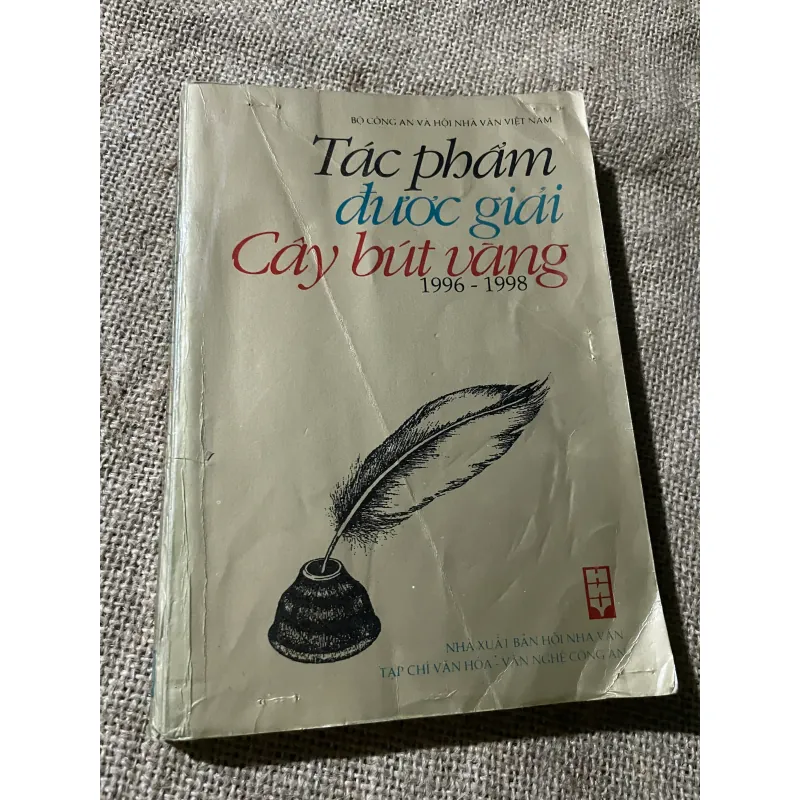 BỘ CÔNG AN VÀ HỘI NHÀ VĂN VIỆT NAM
Tác phẩm
được giải
Cây bút vàng
1996 - 1998
NHÀ XUẤT BẢN HỘI NHÀ VĂN
TẠP CHÍ VĂN HÓA - VĂN NGHỆ CÔNG AN